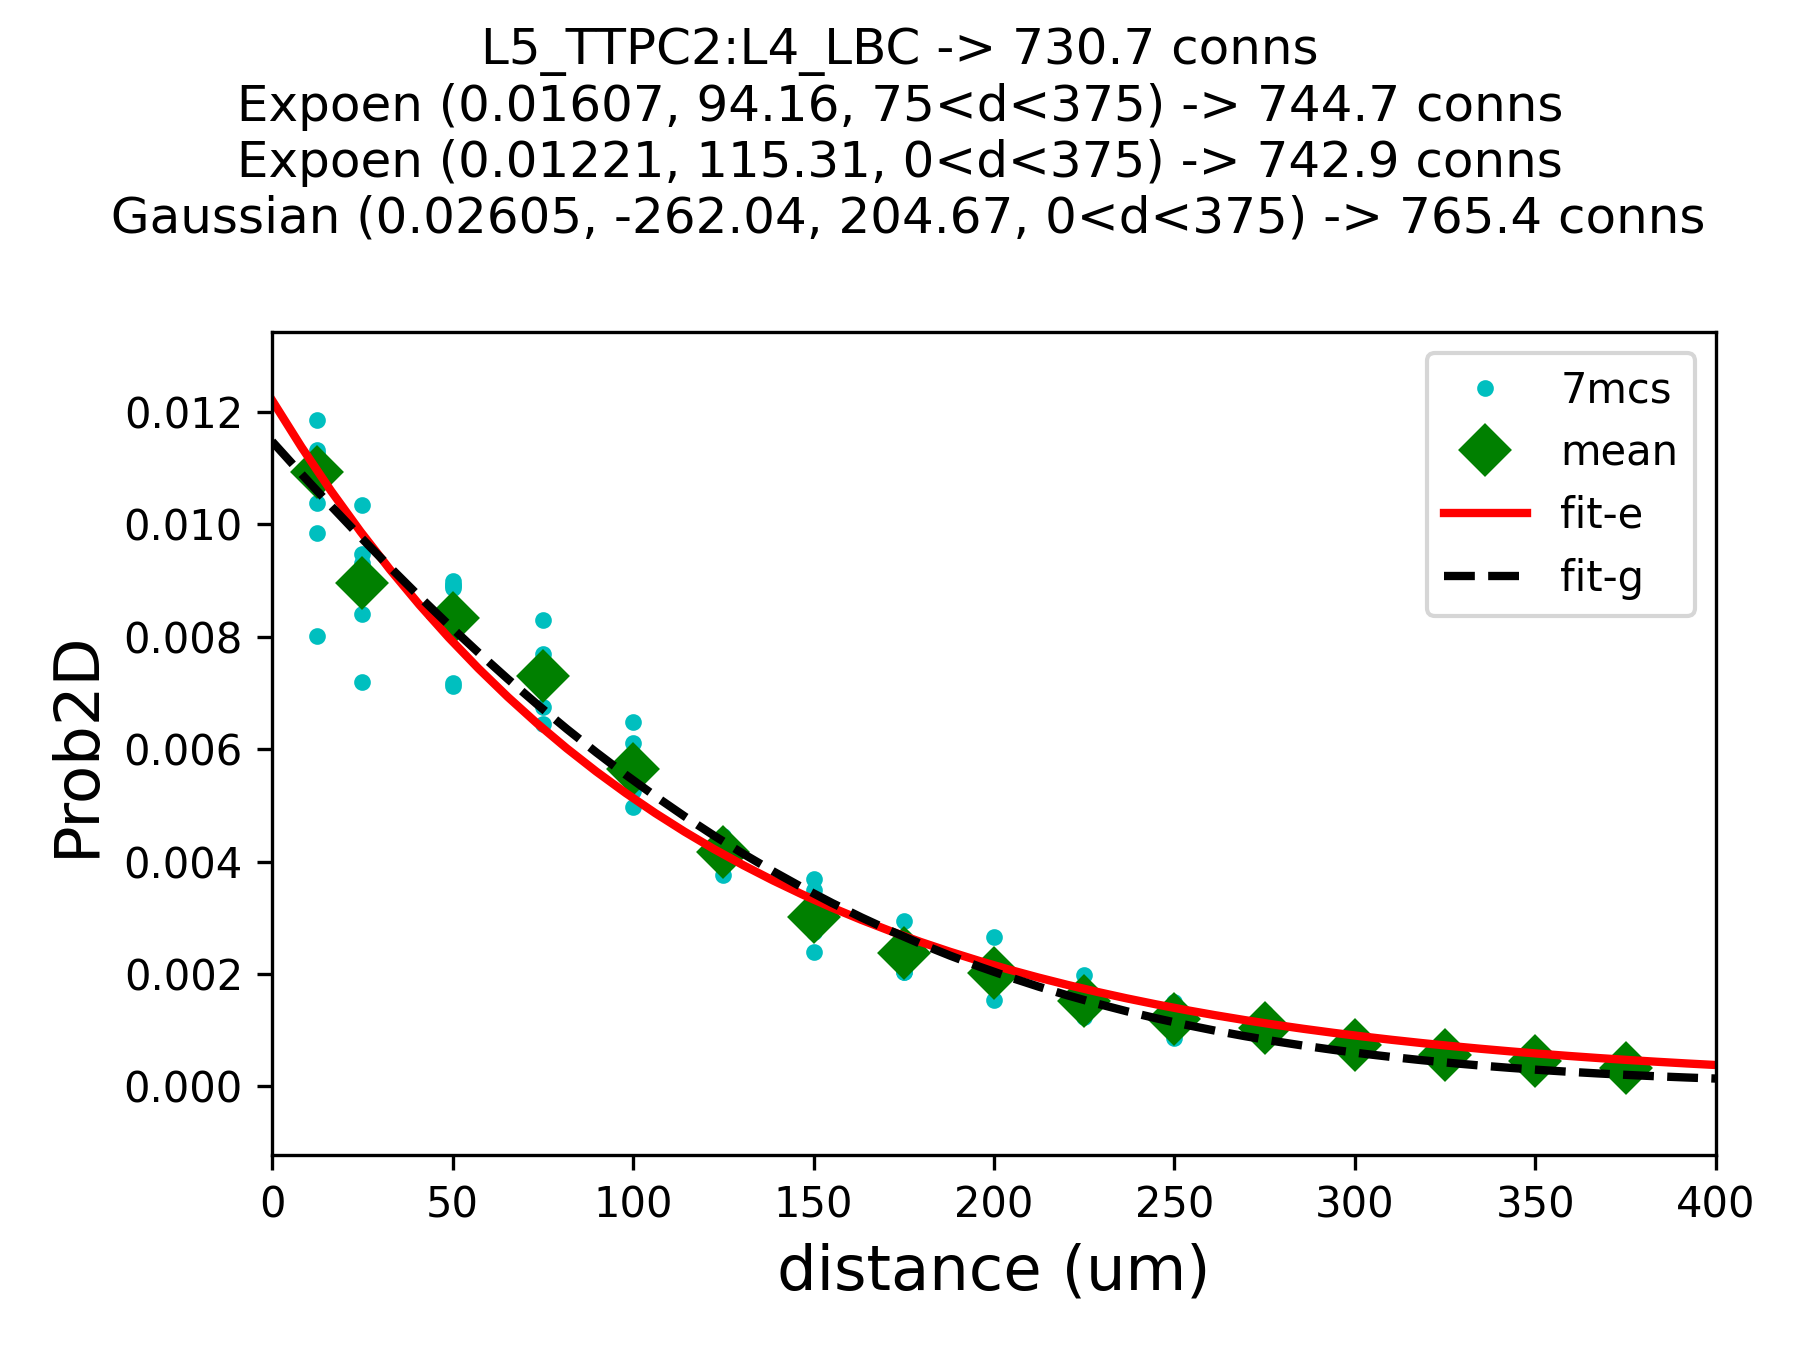 L5_TTPC2:L4_LBC -> 730.7 conns
Expoen (0.01607, 94.16, 75<d<375) -> 744.7 conns
Expoen (0.01221, 115.31, 0<d<375) -> 742.9 conns
Gaussian (0.02605, -262.04, 204.67, 0<d<375) -> 765.4 conns
7mcs
mean
fit-e
fit-g
Prob2D
0.012
0.010
0.008
0.006
0.004
0.002
0.000
0 50 100 150 200 250 300 350 400
distance (um)